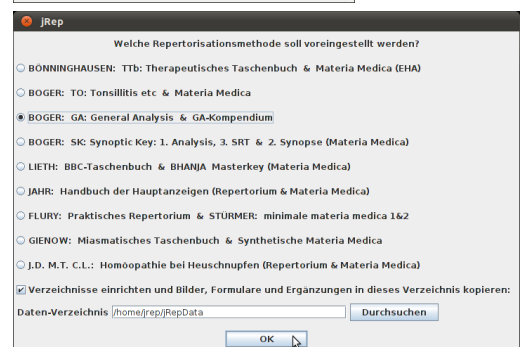 jRep
Welche Repertorisationsmethode soll voreingestellt werden?
BÖNNINGHAUSEN: TTb: Therapeutisches Taschenbuch & Materia Medica (EHA)
BOGER: TO: Tonsillitis etc & Materia Medica
BOGER: GA: General Analysis & GA-Kompendium
BOGER: SK: Synoptic Key: 1. Analysis, 3. SRT & 2. Synopse (Materia Medica)
LIETH: BBC-Taschenbuch & BHANJA Masterkey (Materia Medica)
JAHR: Handbuch der Hauptanzeigen (Repertorium & Materia Medica)
FLURY: Praktisches Repertorium & STÜRMER: minimale materia medica 1&2
GIENOW: Miasmatisches Taschenbuch & Synthetische Materia Medica
J.D. M.T. C.L.: Homöopathie bei Heuschnupfen (Repertorium & Materia Medica)
Verzeichnisse einrichten und Bilder, Formulare und Ergänzungen in dieses Verzeichnis kopieren:
Daten-Verzeichnis /home/jrep/jRepData Durchsuchen
OK